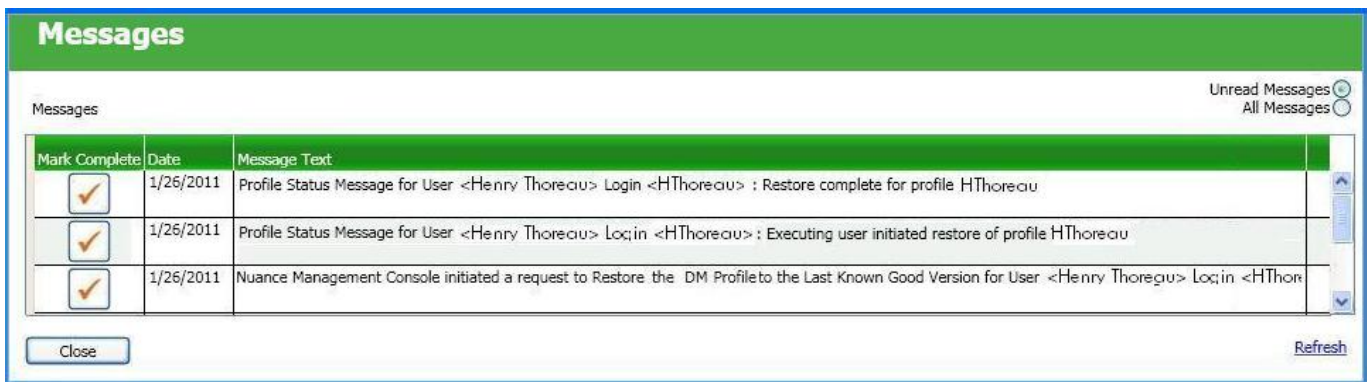 Messages
Unread Messages
Messages
All Messages
Mark Complete Date Message Text
1/26/2011 Profile Status Message for User <Henry Thoreau> Login <HThoreau> : Restore complete for profile HThoreau
1/26/2011 Profile Status Message for User <Henry Thoreau> Login <HThoreau> : Executing user initiated restore of profile HThoreau
1/26/2011 Nuance Management Console initiated a request to Restore the DM Profileto the Last Known Good Version for User <Henry Thoreau> Login <HThore
Close
Refresh